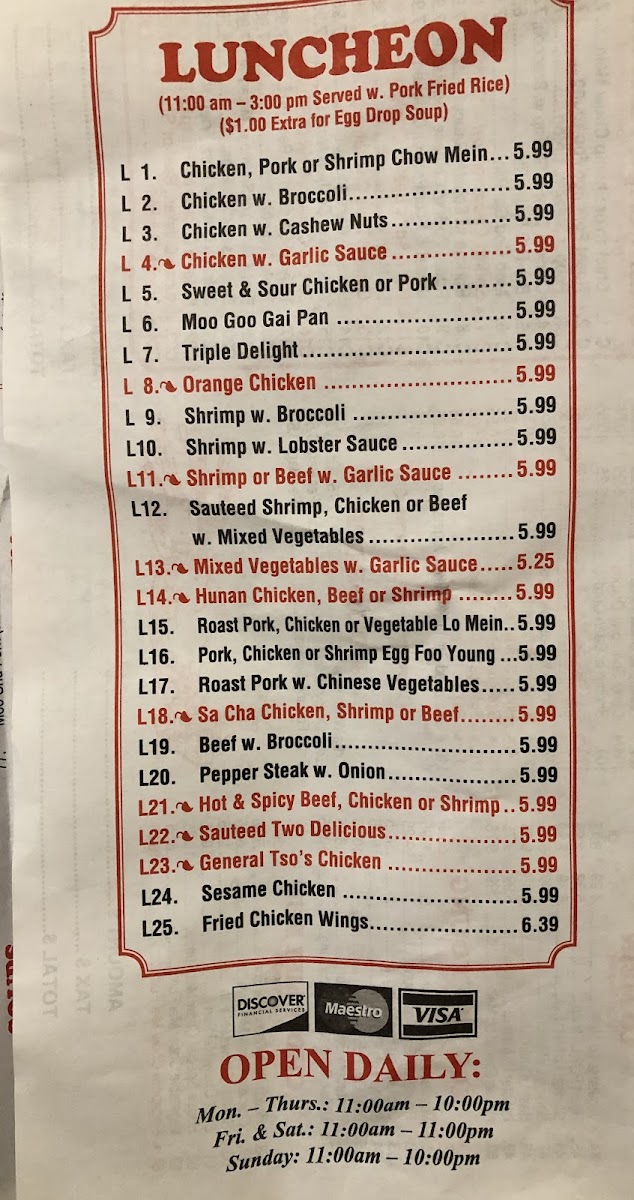 LUNCHEON
(11:00 am – 3:00 pm Served w. Pork Fried Rice)
($1.00 Extra for Egg Drop Soup)
L 1. Chicken, Pork or Shrimp Chow Mein...5.99
L 2. Chicken w. Broccoli........................5.99
L 3. Chicken w. Cashew Nuts..................5.99
L 4. Chicken w. Garlic Sauce ..................5.99
L 5. Sweet & Sour Chicken or Pork ..........5.99
L 6. Moo Goo Gai Pan ..........................5.99
L 7. Triple Delight...............................5.99
L 8. Orange Chicken ............................5.99
L 9. Shrimp w. Broccoli ........................5.99
L10. Shrimp w. Lobster Sauce ................5.99
L11. Shrimp or Beef w. Garlic Sauce ........5.99
L12. Sauteed Shrimp, Chicken or Beef
w. Mixed Vegetables ......................5.99
L13. Mixed Vegetables w. Garlic Sauce.....5.25
L14. Hunan Chicken, Beef or Shrimp ........5.99
L15. Roast Pork, Chicken or Vegetable Lo Mein..5.99
L16. Pork, Chicken or Shrimp Egg Foo Young ...5.99
L17. Roast Pork w. Chinese Vegetables.....5.99
L18. Sa Cha Chicken, Shrimp or Beef........5.99
L19. Beef w. Broccoli...........................5.99
L20. Pepper Steak w. Onion...................5.99
L21. Hot & Spicy Beef, Chicken or Shrimp..5.99
L22. Sauteed Two Delicious...................5.99
L23. General Tso's Chicken ...................5.99
L24. Sesame Chicken ..........................5.99
L25. Fried Chicken Wings......................6.39
DISCOVER Maestro VISA
FINANCIAL SERVICES
OPEN DAILY:
Mon. – Thurs.: 11:00am – 10:00pm
Fri. & Sat.: 11:00am – 11:00pm
Sunday: 11:00am – 10:00pm